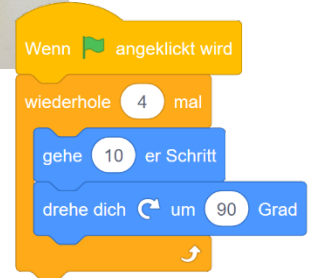 Wenn angeklickt wird
wiederhole 4 mal
gehe 10 er Schritt
drehe dich um 90 Grad